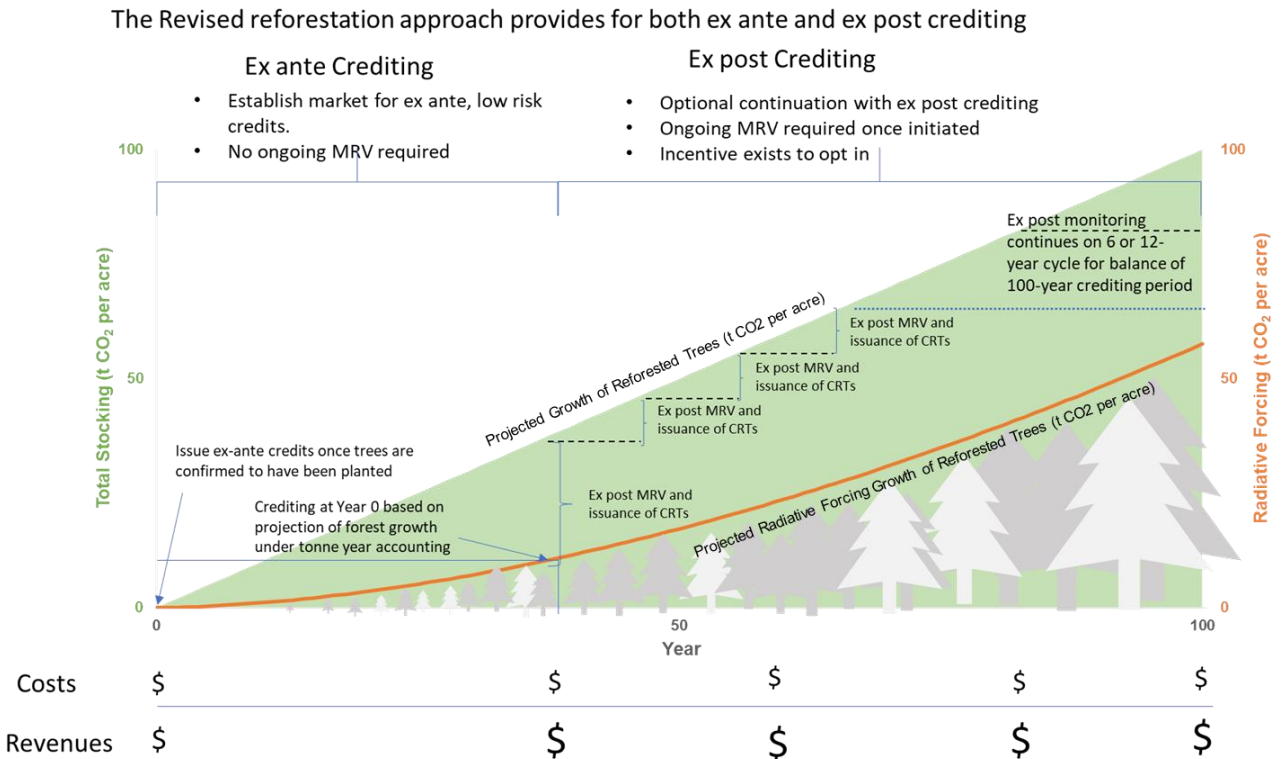 The Revised reforestation approach provides for both ex ante and ex post crediting
Ex ante Crediting
• Establish market for ex ante, low risk
credits.
• No ongoing MRV required
Ex post Crediting
• Optional continuation with ex post crediting
• Ongoing MRV required once initiated
• Incentive exists to opt in
100
50
0
Total Stocking (t CO₂ per acre)
100
50
0
Radiative Forcing (t CO₂ per acre)
Ex post monitoring
continues on 6 or 12-
year cycle for balance of
100-year crediting period
Projected Growth of Reforested Trees (t CO2 per acre)
Ex post MRV and
issuance of CRTs
Ex post MRV and
issuance of CRTs
Ex post MRV and
issuance of CRTs
Ex post MRV and
issuance of CRTs
Projected Radiative Forcing Growth of Reforested Trees (t CO2 per acre)
Issue ex-ante credits once trees are
confirmed to have been planted
Crediting at Year 0 based on
projection of forest growth
under tonne year accounting
0 50 100
Year
Costs $ $ $ $ $
Revenues $ $ $ $ $